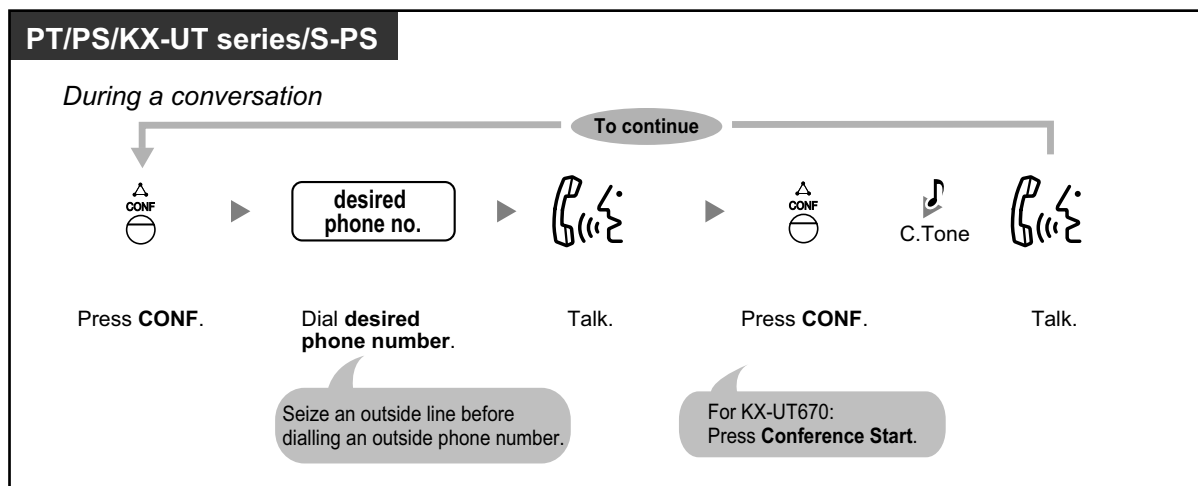 PT/PS/KX-UT series/S-PS
During a conversation
To continue
CONF
desired
phone no.
CONF
C.Tone
Press CONF.
Dial desired
phone number.
Talk.
Press CONF.
Talk.
Seize an outside line before
dialling an outside phone number.
For KX-UT670:
Press Conference Start.